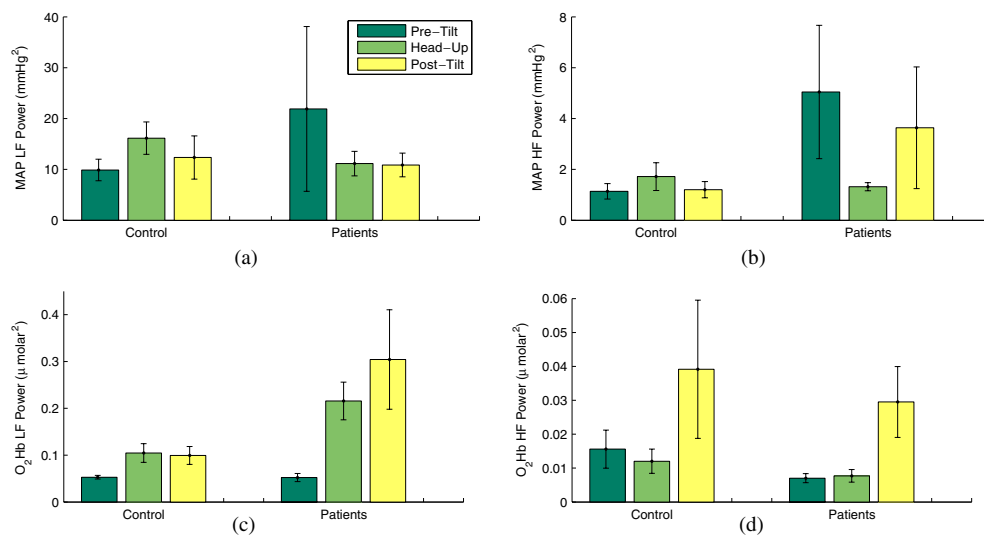 MAP LF Power (mmHg²)
40
30
20
10
0
Pre−Tilt
Head−Up
Post−Tilt
Control
Patients
(a)
MAP HF Power (mmHg²)
8
6
4
2
0
Control
Patients
(b)
O₂Hb LF Power (μ molar²)
0.4
0.3
0.2
0.1
0
Control
Patients
(c)
O₂Hb HF Power (μ molar²)
0.06
0.05
0.04
0.03
0.02
0.01
0
Control
Patients
(d)